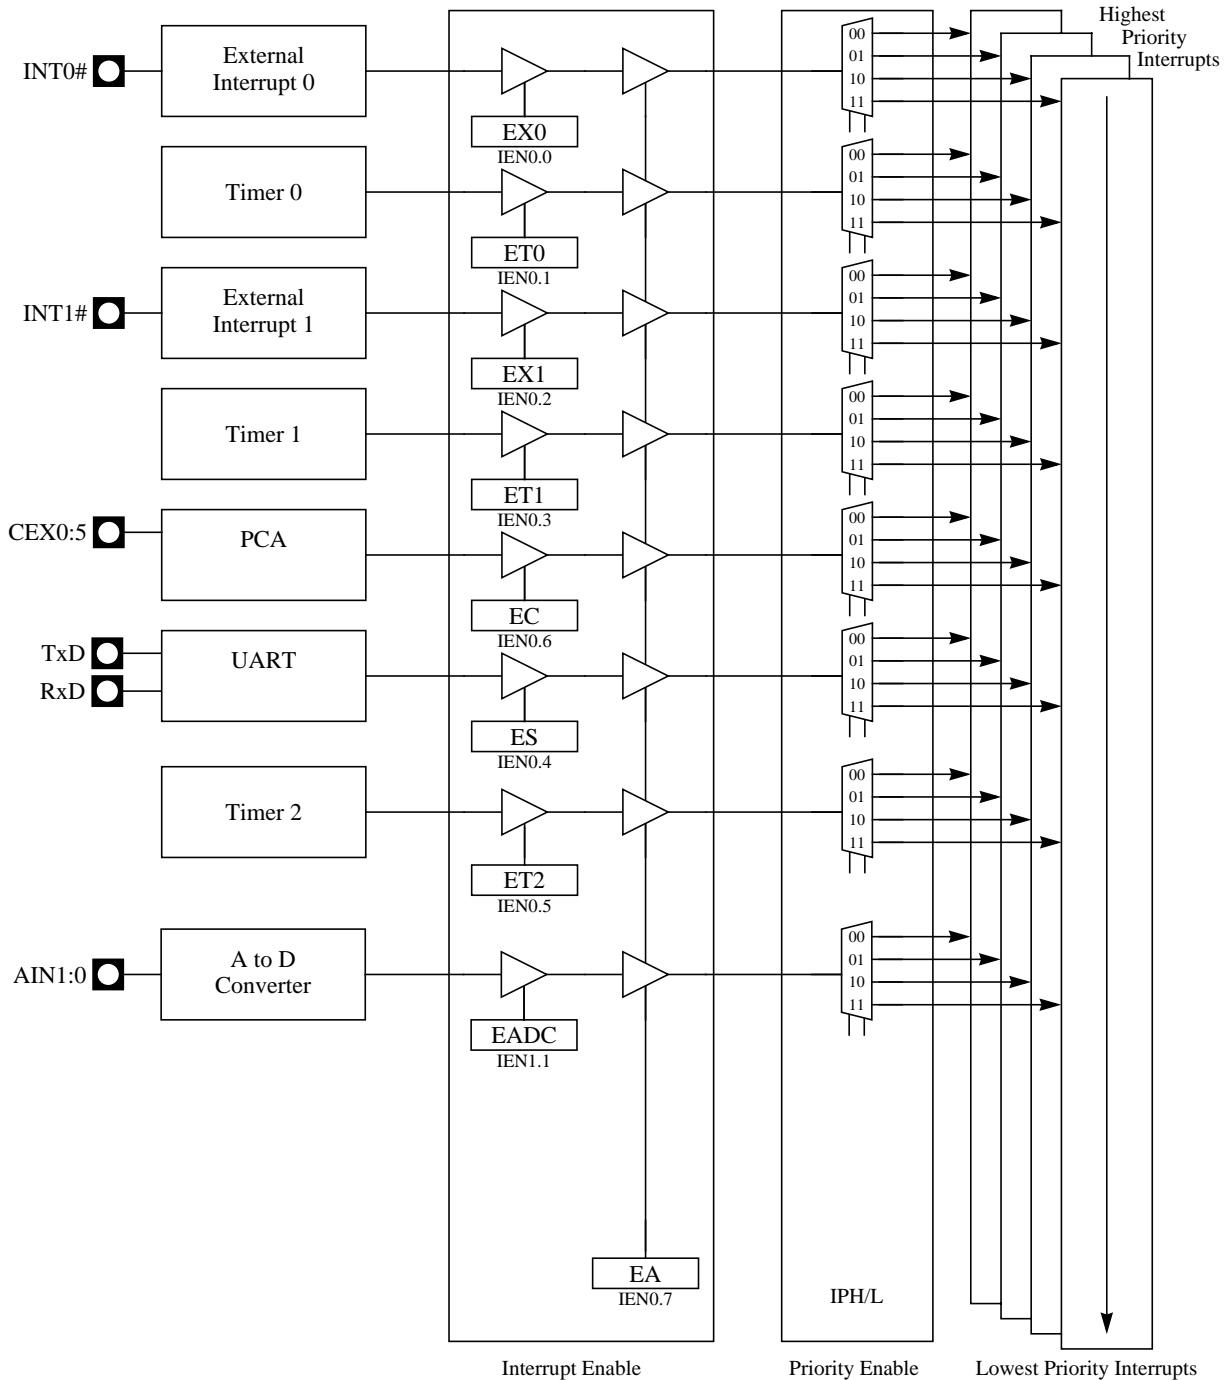 Highest
Priority
Interrupts
INT0#
External
Interrupt 0
EX0
IEN0.0
00
01
10
11
Timer 0
ET0
IEN0.1
00
01
10
11
INT1#
External
Interrupt 1
EX1
IEN0.2
00
01
10
11
Timer 1
ET1
IEN0.3
00
01
10
11
CEX0:5
PCA
EC
IEN0.6
00
01
10
11
TxD
RxD
UART
ES
IEN0.4
00
01
10
11
Timer 2
ET2
IEN0.5
00
01
10
11
AIN1:0
A to D
Converter
EADC
IEN1.1
00
01
10
11
EA
IEN0.7
IPH/L
Interrupt Enable
Priority Enable
Lowest Priority Interrupts